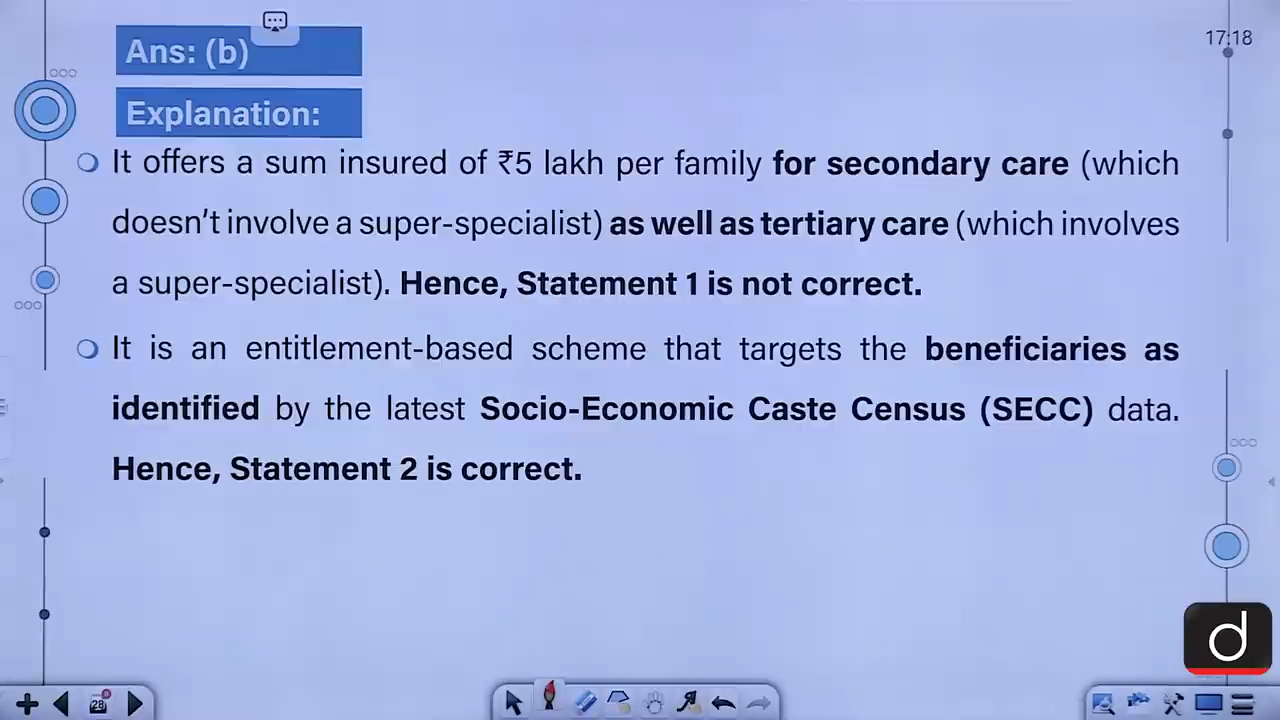 Ans: (b)
17:18
Explanation:
It offers a sum insured of ₹5 lakh per family for secondary care (which
doesn't involve a super-specialist) as well as tertiary care (which involves
a super-specialist). Hence, Statement 1 is not correct.
It is an entitlement-based scheme that targets the beneficiaries as
identified by the latest Socio-Economic Caste Census (SECC) data.
Hence, Statement 2 is correct.
d
28